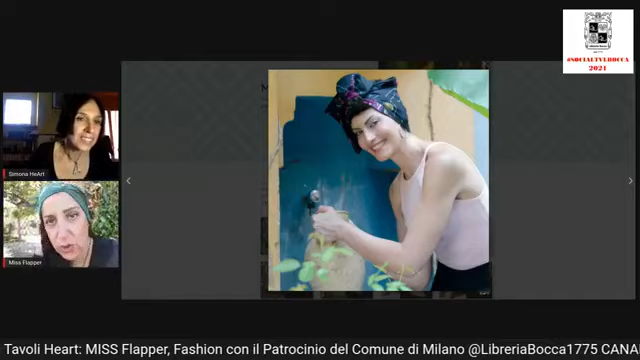 #SOCIALTVLBOCCA
2021
Simona HeArt
Miss Flapper
Tavoli Heart: MISS Flapper, Fashion con il Patrocinio del Comune di Milano @LibreriaBocca1775 CANA